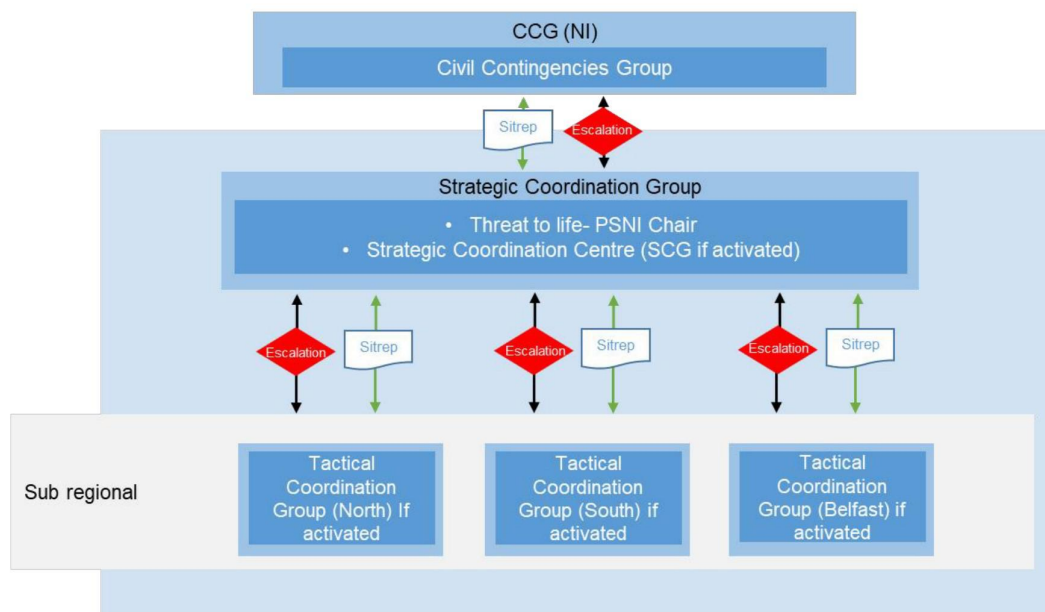 CCG (NI)
Civil Contingencies Group
Sitrep
Escalation
Strategic Coordination Group
• Threat to life- PSNI Chair
• Strategic Coordination Centre (SCG if activated)
Escalation
Sitrep
Escalation
Sitrep
Escalation
Sitrep
Sub regional
Tactical
Coordination
Group (North) If
activated
Tactical
Coordination
Group (South) if
activated
Tactical
Coordination
Group (Belfast) if
activated